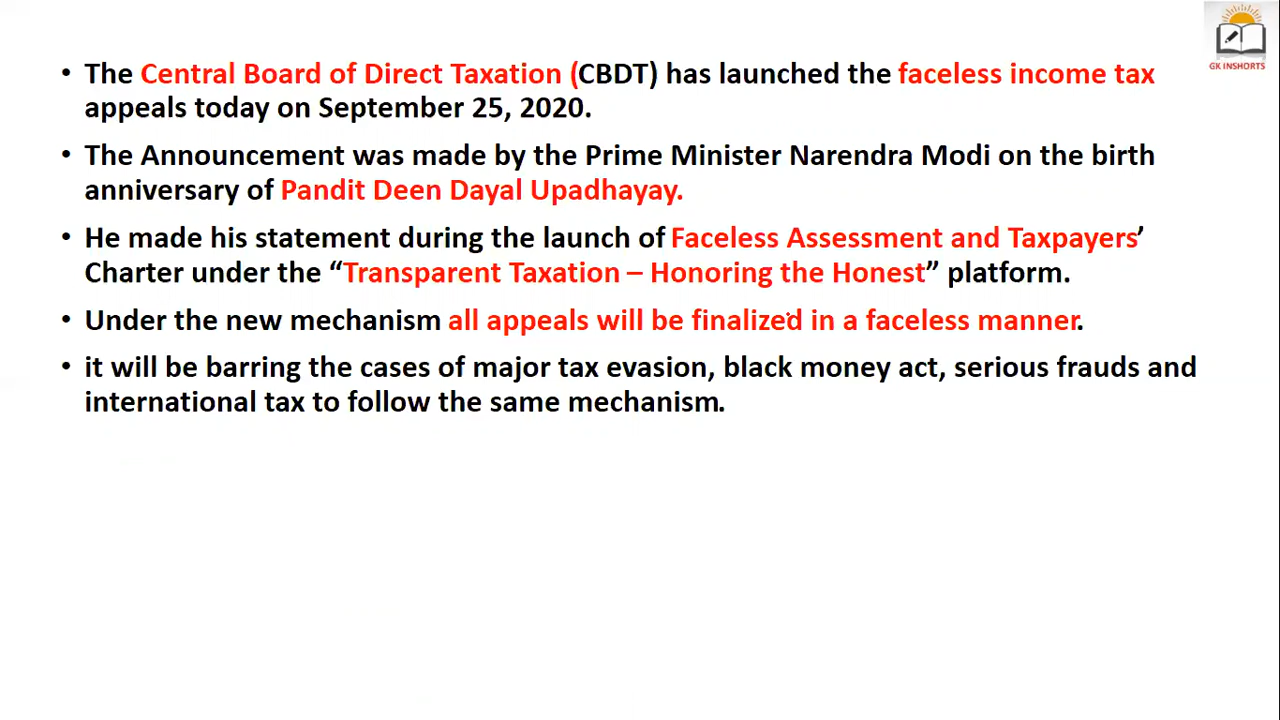 GK INSHORTS
• The Central Board of Direct Taxation (CBDT) has launched the faceless income tax
appeals today on September 25, 2020.
• The Announcement was made by the Prime Minister Narendra Modi on the birth
anniversary of Pandit Deen Dayal Upadhayay.
• He made his statement during the launch of Faceless Assessment and Taxpayers’
Charter under the “Transparent Taxation – Honoring the Honest” platform.
• Under the new mechanism all appeals will be finalized in a faceless manner.
• it will be barring the cases of major tax evasion, black money act, serious frauds and
international tax to follow the same mechanism.